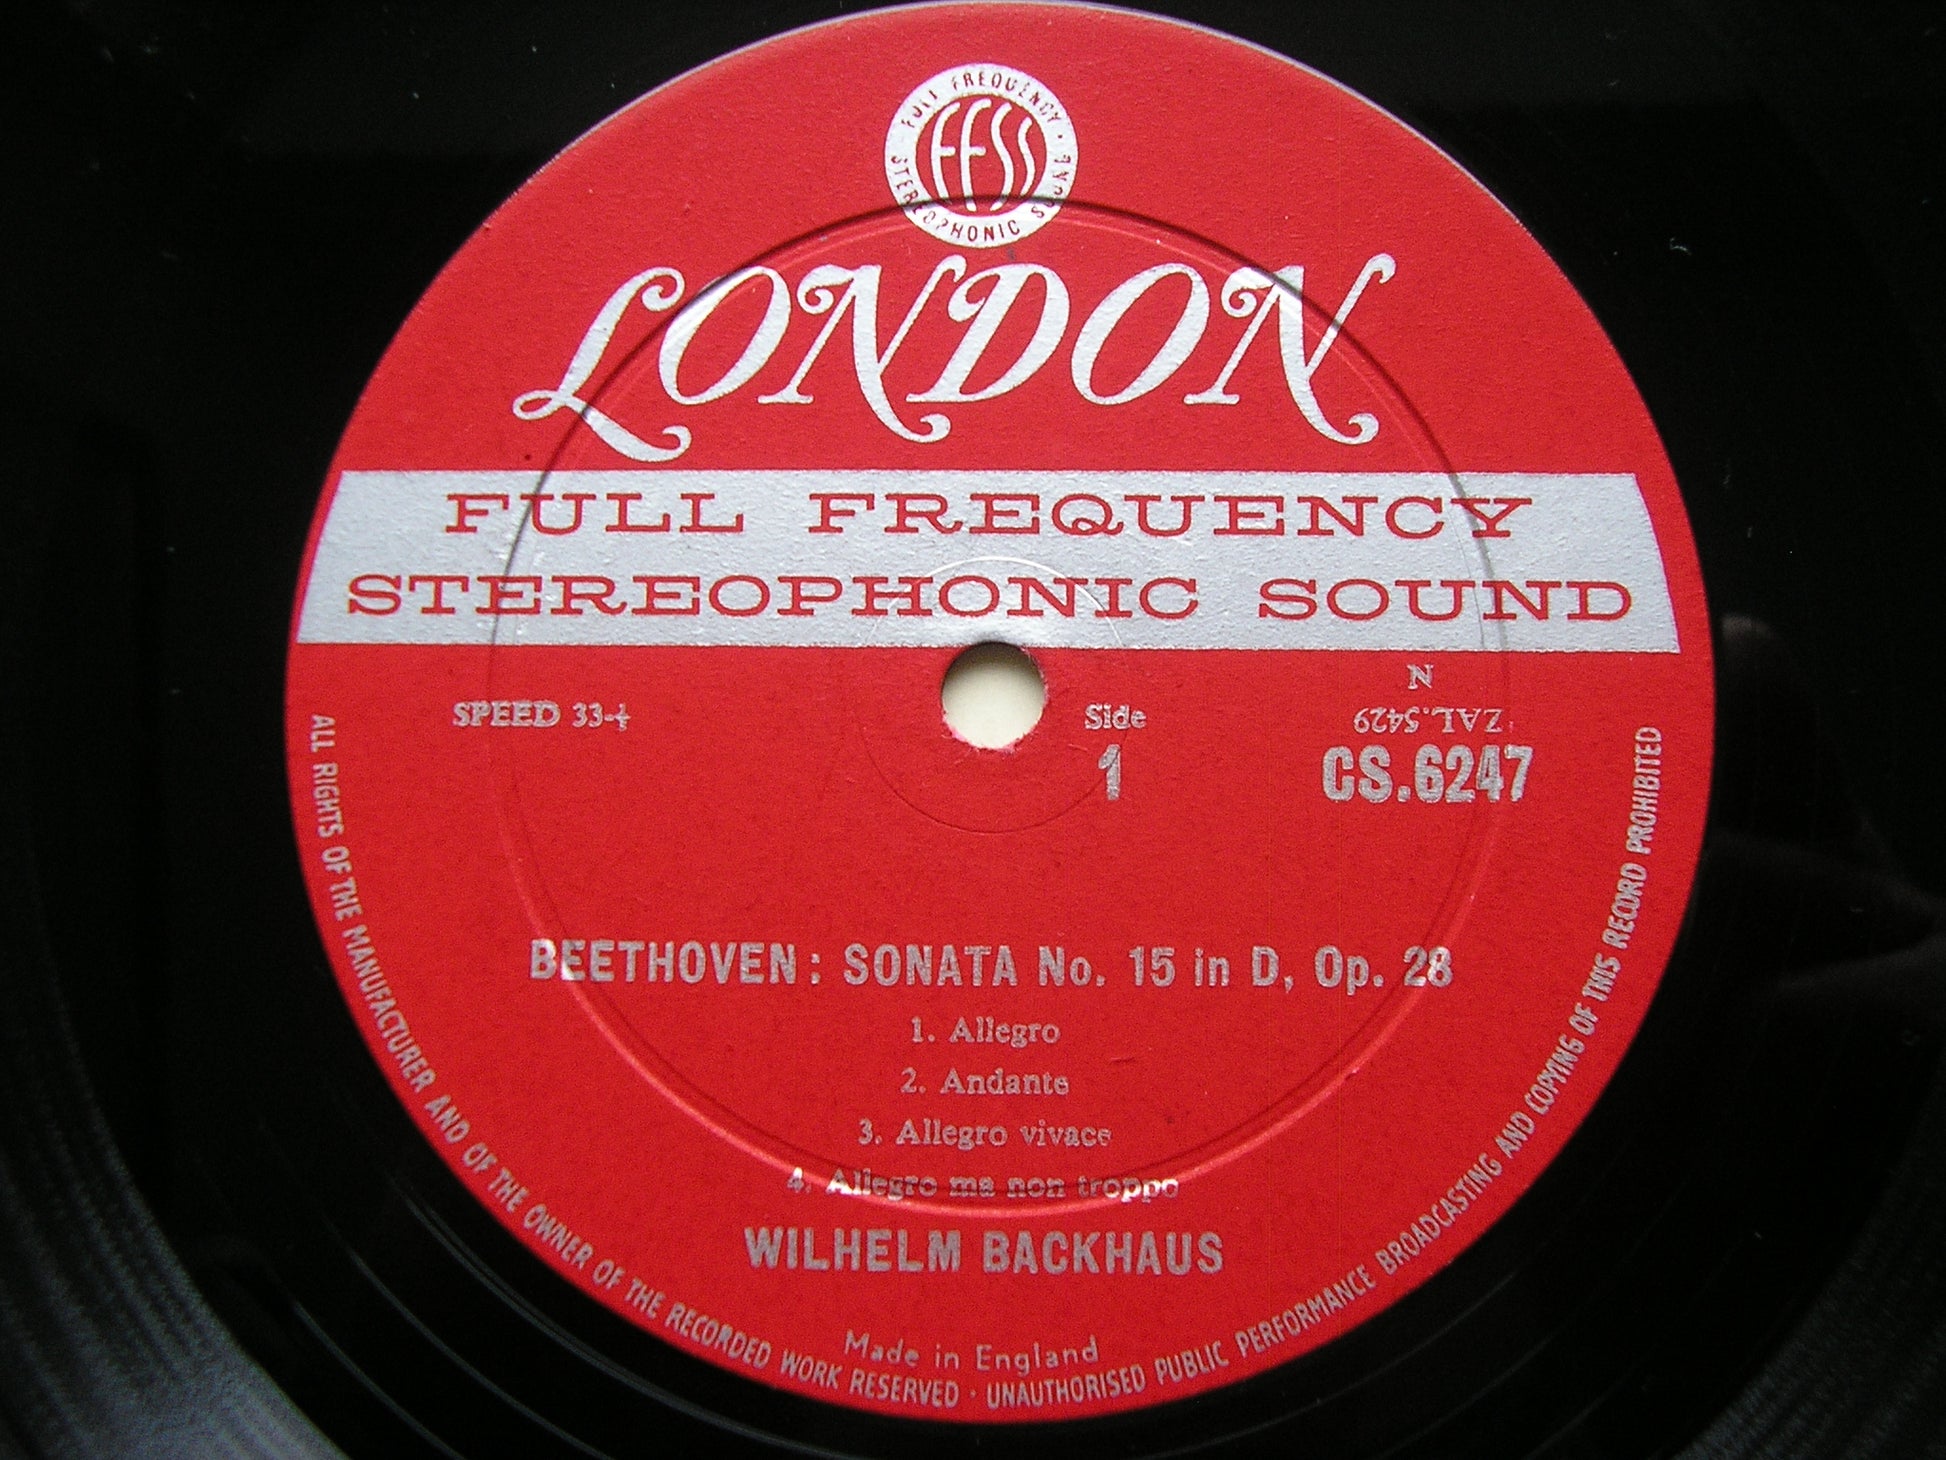 FULL FREQUENCY · STEREOPHONIC SOUND
FFSS
LONDON
FULL FREQUENCY
STEREOPHONIC SOUND
N
SPEED 33-⅓
Side
ZAL.5429
1
CS.6247
BEETHOVEN: SONATA No. 15 in D, Op. 28
1. Allegro
2. Andante
3. Allegro vivace
4. Allegro ma non troppo
WILHELM BACKHAUS
Made in England
ALL RIGHTS OF THE MANUFACTURER AND OF THE OWNER OF THE RECORDED WORK RESERVED · UNAUTHORISED PUBLIC PERFORMANCE BROADCASTING AND COPYING OF THIS RECORD PROHIBITED